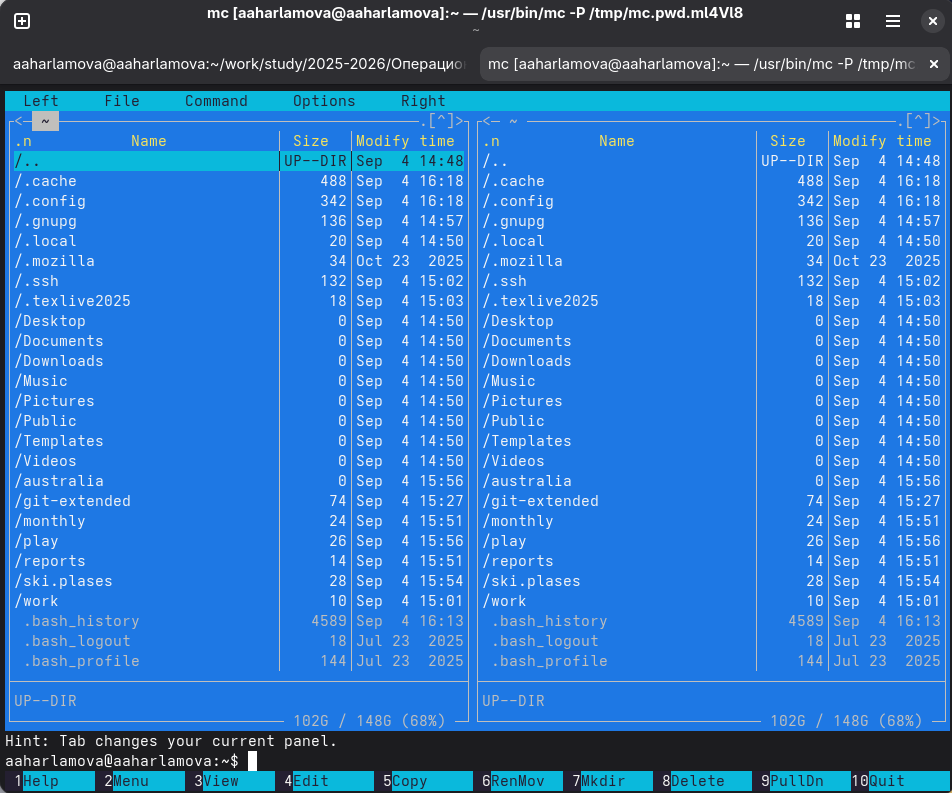 mc [aaharlamova@aaharlamova]:~ — /usr/bin/mc -P /tmp/mc.pwd.ml4Vl8
~
aaharlamova@aaharlamova:~/work/study/2025-2026/Операцион
mc [aaharlamova@aaharlamova]:~ — /usr/bin/mc -P /tmp/mc
Left File Command Options Right
<─ ~ .[^]> <─ ~ .[^]>
.n Name Size Modify time .n Name Size Modify time
/.. UP--DIR Sep 4 14:48 /.. UP--DIR Sep 4 14:48
/.cache 488 Sep 4 16:18 /.cache 488 Sep 4 16:18
/.config 342 Sep 4 16:18 /.config 342 Sep 4 16:18
/.gnupg 136 Sep 4 14:57 /.gnupg 136 Sep 4 14:57
/.local 20 Sep 4 14:50 /.local 20 Sep 4 14:50
/.mozilla 34 Oct 23 2025 /.mozilla 34 Oct 23 2025
/.ssh 132 Sep 4 15:02 /.ssh 132 Sep 4 15:02
/.texlive2025 18 Sep 4 15:03 /.texlive2025 18 Sep 4 15:03
/Desktop 0 Sep 4 14:50 /Desktop 0 Sep 4 14:50
/Documents 0 Sep 4 14:50 /Documents 0 Sep 4 14:50
/Downloads 0 Sep 4 14:50 /Downloads 0 Sep 4 14:50
/Music 0 Sep 4 14:50 /Music 0 Sep 4 14:50
/Pictures 0 Sep 4 14:50 /Pictures 0 Sep 4 14:50
/Public 0 Sep 4 14:50 /Public 0 Sep 4 14:50
/Templates 0 Sep 4 14:50 /Templates 0 Sep 4 14:50
/Videos 0 Sep 4 14:50 /Videos 0 Sep 4 14:50
/australia 0 Sep 4 15:56 /australia 0 Sep 4 15:56
/git-extended 74 Sep 4 15:27 /git-extended 74 Sep 4 15:27
/monthly 24 Sep 4 15:51 /monthly 24 Sep 4 15:51
/play 26 Sep 4 15:56 /play 26 Sep 4 15:56
/reports 14 Sep 4 15:51 /reports 14 Sep 4 15:51
/ski.plases 28 Sep 4 15:54 /ski.plases 28 Sep 4 15:54
/work 10 Sep 4 15:01 /work 10 Sep 4 15:01
.bash_history 4589 Sep 4 16:13 .bash_history 4589 Sep 4 16:13
.bash_logout 18 Jul 23 2025 .bash_logout 18 Jul 23 2025
.bash_profile 144 Jul 23 2025 .bash_profile 144 Jul 23 2025
UP--DIR UP--DIR
102G / 148G (68%) 102G / 148G (68%)
Hint: Tab changes your current panel.
aaharlamova@aaharlamova:~$
1Help 2Menu 3View 4Edit 5Copy 6RenMov 7Mkdir 8Delete 9PullDn 10Quit